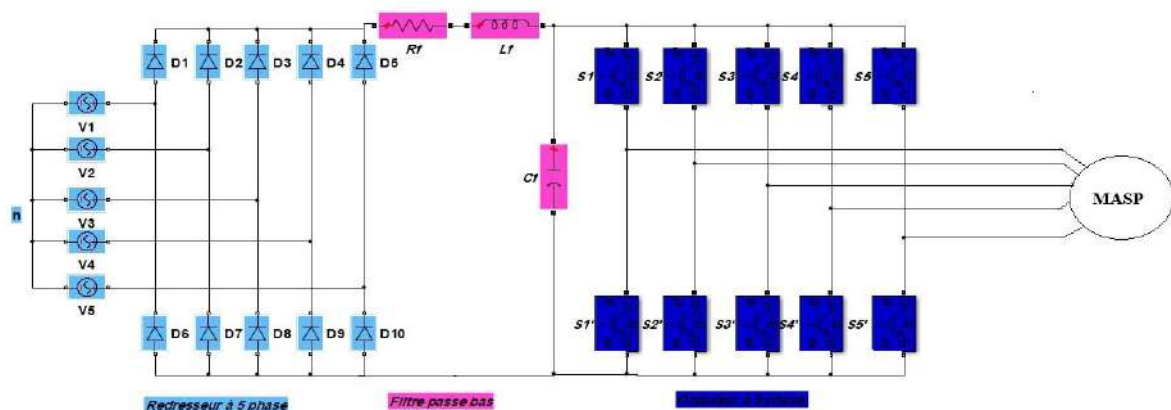 D1 D2 D3 D4 D5
Rf
Lf
S1 S2 S3 S4 S5
V1
V2
V3
n
V4
V5
Cf
MASP
D6 D7 D8 D9 D10
S1' S2' S3' S4' S5'
Redresseur à 5 phase
Filtre passe bas